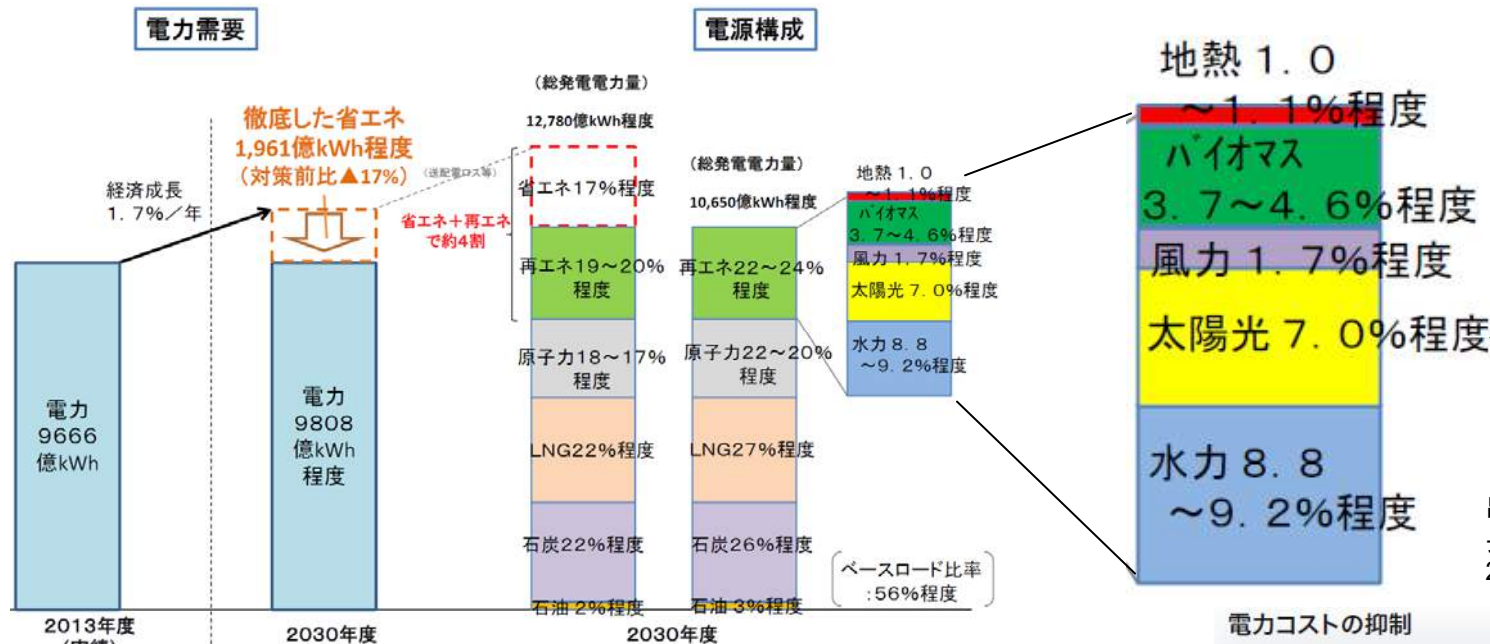 電力需要
電源構成
(総発電電力量)
12,780億kWh程度
徹底した省エネ
1,961億kWh程度
(対策前比▲17%)
(送配電ロス等)
経済成長
1.7%/年
省エネ17%程度
省エネ+再エネ
で約4割
再エネ19～20%
程度
原子力18～17%
程度
LNG22%程度
石炭22%程度
石油 2%程度
(総発電電力量)
10,650億kWh程度
再エネ22～24%
程度
原子力22～20%
程度
LNG27%程度
石炭26%程度
石油 3%程度
地熱 1.0
～1.1%程度
バイオマス
3.7～4.6%程度
風力 1.7%程度
太陽光 7.0%程度
水力 8.8
～9.2%程度
ベースロード比率
:56%程度
電力
9666
億kWh
電力
9808
億kWh
程度
2013年度
2030年度
2030年度
地熱 1.0
～1.1%程度
バイオマス
3.7～4.6%程度
風力 1.7%程度
太陽光 7.0%程度
水力 8.8
～9.2%程度
電力コストの抑制